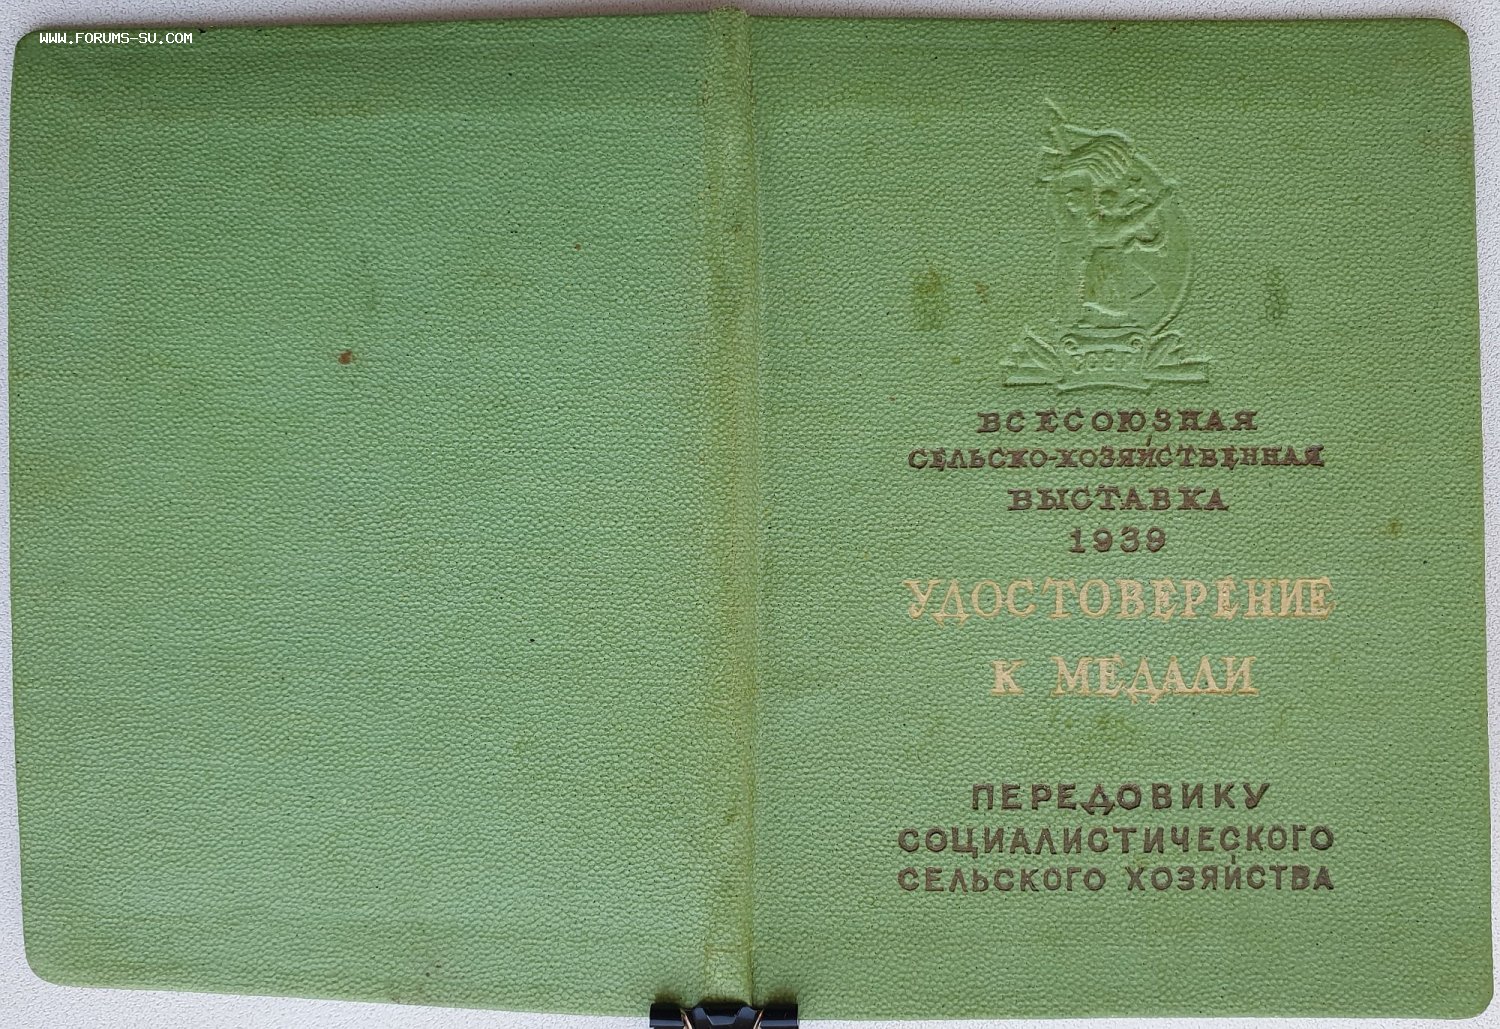 WWW.FORUMS-SU.COM
ВСЕСОЮЗНАЯ
СЕЛЬСКО-ХОЗЯЙСТВЕННАЯ
ВЫСТАВКА
1939
УДОСТОВЕРЕНИЕ
К МЕДАЛИ
ПЕРЕДОВИКУ
СОЦИАЛИСТИЧЕСКОГО
СЕЛЬСКОГО ХОЗЯЙСТВА